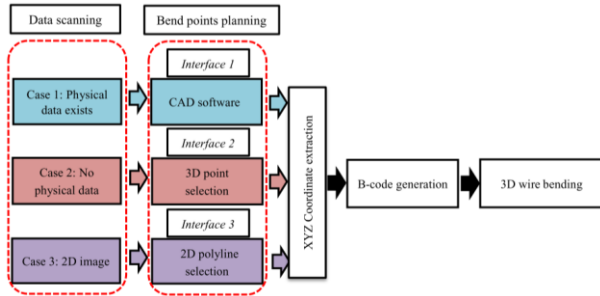 Data scanning
Bend points planning
Interface 1
Case 1: Physical
data exists
CAD software
Interface 2
Case 2: No
physical data
3D point
selection
Interface 3
Case 3: 2D image
2D polyline
selection
XYZ Coordinate extraction
B-code generation
3D wire bending